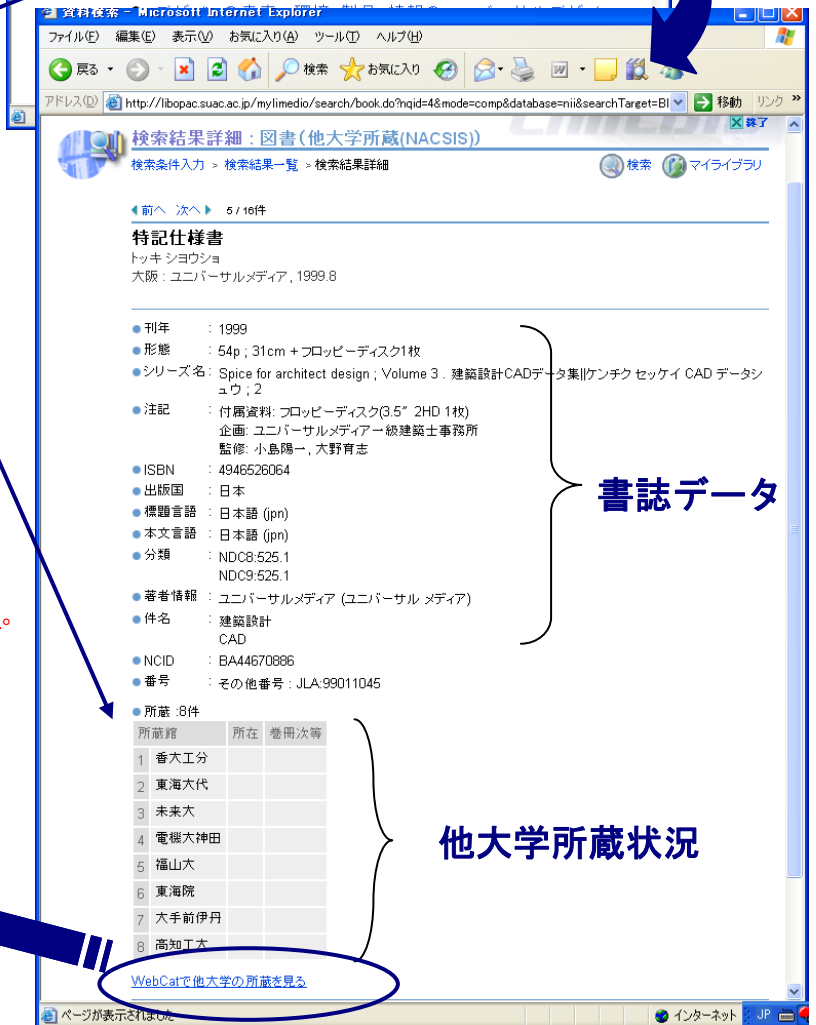 資料検索 - Microsoft Internet Explorer
ファイル(F) 編集(E) 表示(V) お気に入り(A) ツール(T) ヘルプ(H)
戻る 検索 お気に入り
アドレス(D) http://libopac.suac.ac.jp/mylimedio/search/book.do?nqid=4&mode=comp&database=nii&searchTarget=BI 移動 リンク »
終了
検索結果詳細：図書(他大学所蔵(NACSIS))
検索条件入力 > 検索結果一覧 > 検索結果詳細 検索 マイライブラリ
前へ 次へ 5 / 16件
特記仕様書
トッキ ショウショ
大阪 : ユニバーサルメディア , 1999.8
刊年 : 1999
形態 : 54p ; 31cm + フロッピーディスク1枚
シリーズ名 : Spice for architect design ; Volume 3 . 建築設計CADデータ集||ケンチク セッケイ CAD データシ
ュウ ; 2
注記 : 付属資料: フロッピーディスク(3.5” 2HD 1枚)
企画: ユニバーサルメディア一級建築士事務所
監修: 小島陽一, 大野育志
ISBN : 4946526064
出版国 : 日本
標題言語 : 日本語 (jpn)
本文言語 : 日本語 (jpn)
分類 : NDC8:525.1
NDC9:525.1
著者情報 : ユニバーサルメディア (ユニバーサル メディア)
件名 : 建築設計
CAD
書誌データ
NCID : BA44670886
番号 : その他番号 : JLA:99011045
所蔵 :8件
所蔵館 所在 巻冊次等
1 香大工分
2 東海大代
3 未来大
4 電機大神田
5 福山大
6 東海院
7 大手前伊丹
8 高知工大
他大学所蔵状況
WebCatで他大学の所蔵を見る
ページが表示されました インターネット JP
。